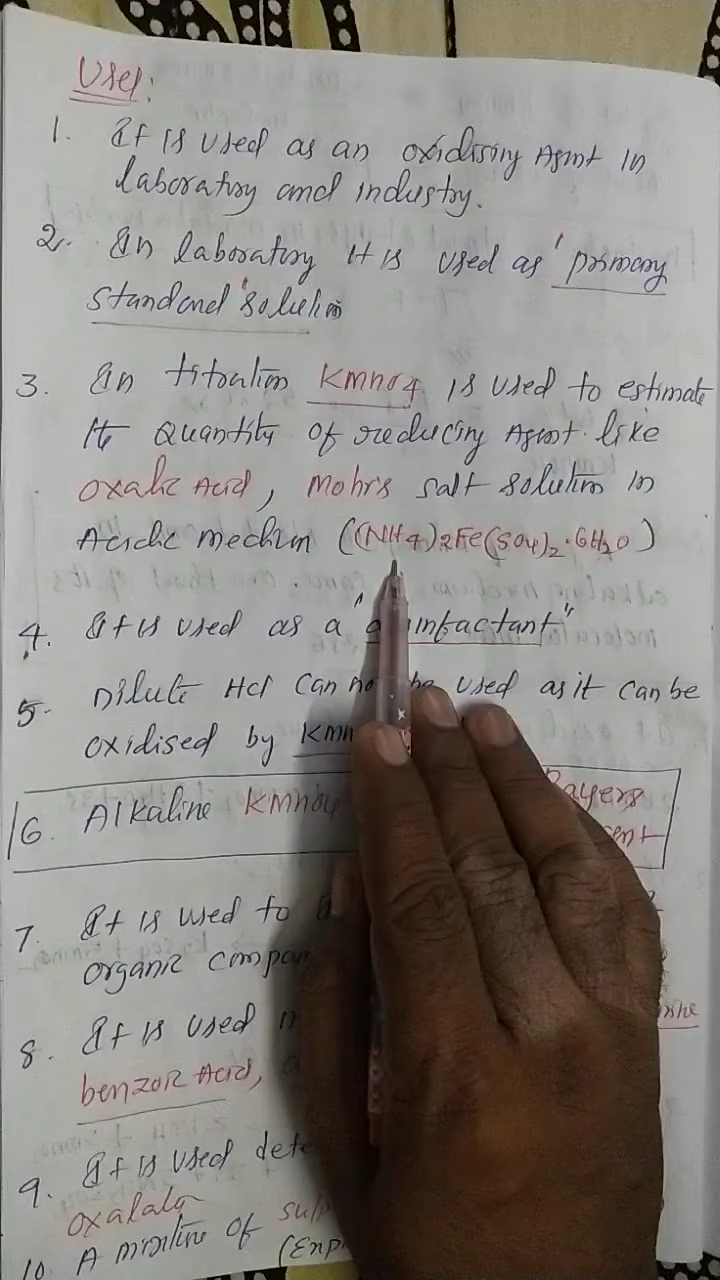 Uses:
1. It is used as an oxidising Agent in
laboratory and industry.
2. In laboratory it is used as 'primary
standard 'solution
3. In titration KMnO4 is used to estimate
the quantity of reducing Agent like
oxalic Acid, Mohr's salt solution in
Acidic medium ((NH4)2Fe(SO4)2.6H2O)
4. It is used as a "
5. Dilute HCl can not be used as it can be
oxidised by
6. Alkaline KMnO4 Bayers
7. It is used to
organic
8. It is used
benzoic Acid,
9. It is used
10. A mixture of